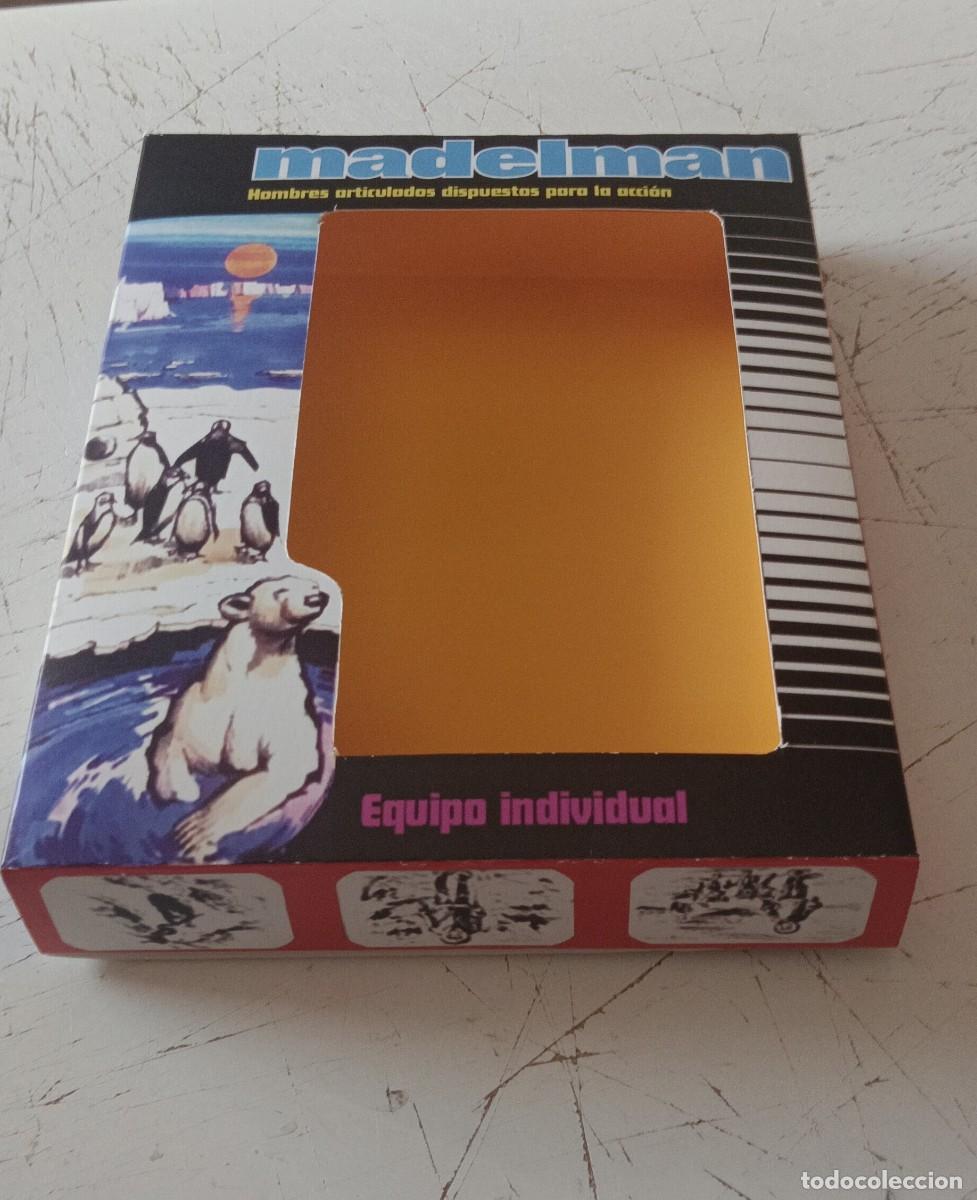 madelman
Hombres articulados dispuestos para la acción
Equipo individual
todocoleccion